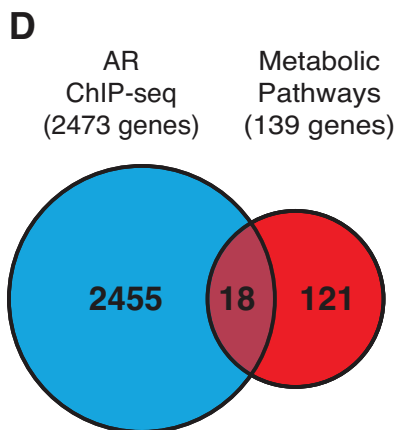 D
AR
ChIP-seq
(2473 genes)
Metabolic
Pathways
(139 genes)
2455
18
121